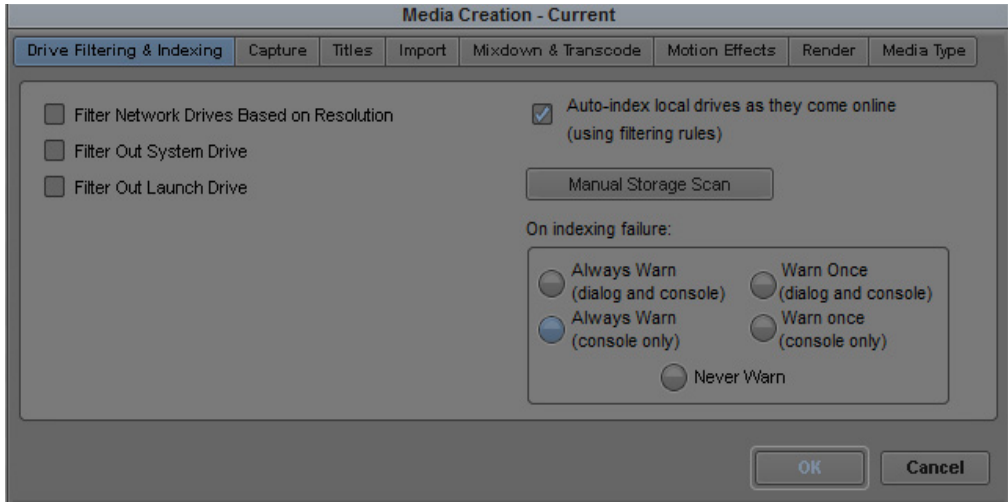 Media Creation - Current
Drive Filtering & Indexing
Capture
Titles
Import
Mixdown & Transcode
Motion Effects
Render
Media Type
Filter Network Drives Based on Resolution
Filter Out System Drive
Filter Out Launch Drive
Auto-index local drives as they come online
(using filtering rules)
Manual Storage Scan
On indexing failure:
Always Warn
(dialog and console)
Warn Once
(dialog and console)
Always Warn
(console only)
Warn once
(console only)
Never Warn
OK
Cancel